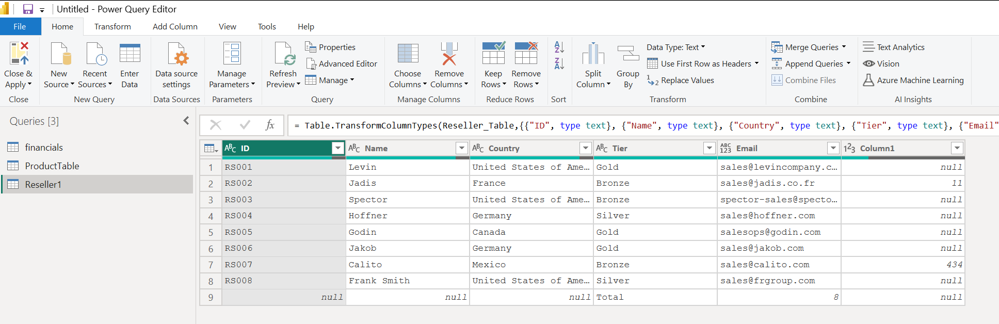 Untitled - Power Query Editor
File Home Transform Add Column View Tools Help
Close & Apply
New Source
Recent Sources
Enter Data
Data source settings
Manage Parameters
Refresh Preview
Properties
Advanced Editor
Manage
Choose Columns
Remove Columns
Keep Rows
Remove Rows
A Z
Z A
Split Column
Group By
Data Type: Text
Use First Row as Headers
1 2 Replace Values
Merge Queries
Append Queries
Combine Files
Text Analytics
Vision
Azure Machine Learning
Close New Query Data Sources Parameters Query Manage Columns Reduce Rows Sort Transform Combine AI Insights
Queries [3]
financials
ProductTable
Reseller1
fx = Table.TransformColumnTypes(Reseller_Table,{{"ID", type text}, {"Name", type text}, {"Country", type text}, {"Tier", type text}, {"Email"
ABC ID ABC Name ABC Country ABC Tier ABC 123 Email 123 Column1
1 RS001 Levin United States of Ame... Gold sales@levincompany.c... null
2 RS002 Jadis France Bronze sales@jadis.co.fr 11
3 RS003 Spector United States of Ame... Bronze spector-sales@specto... null
4 RS004 Hoffner Germany Silver sales@hoffner.com null
5 RS005 Godin Canada Gold salesops@godin.com null
6 RS006 Jakob Germany Gold sales@jakob.com null
7 RS007 Calito Mexico Bronze sales@calito.com 434
8 RS008 Frank Smith United States of Ame... Silver sales@frgroup.com null
9 null null null Total 8 null